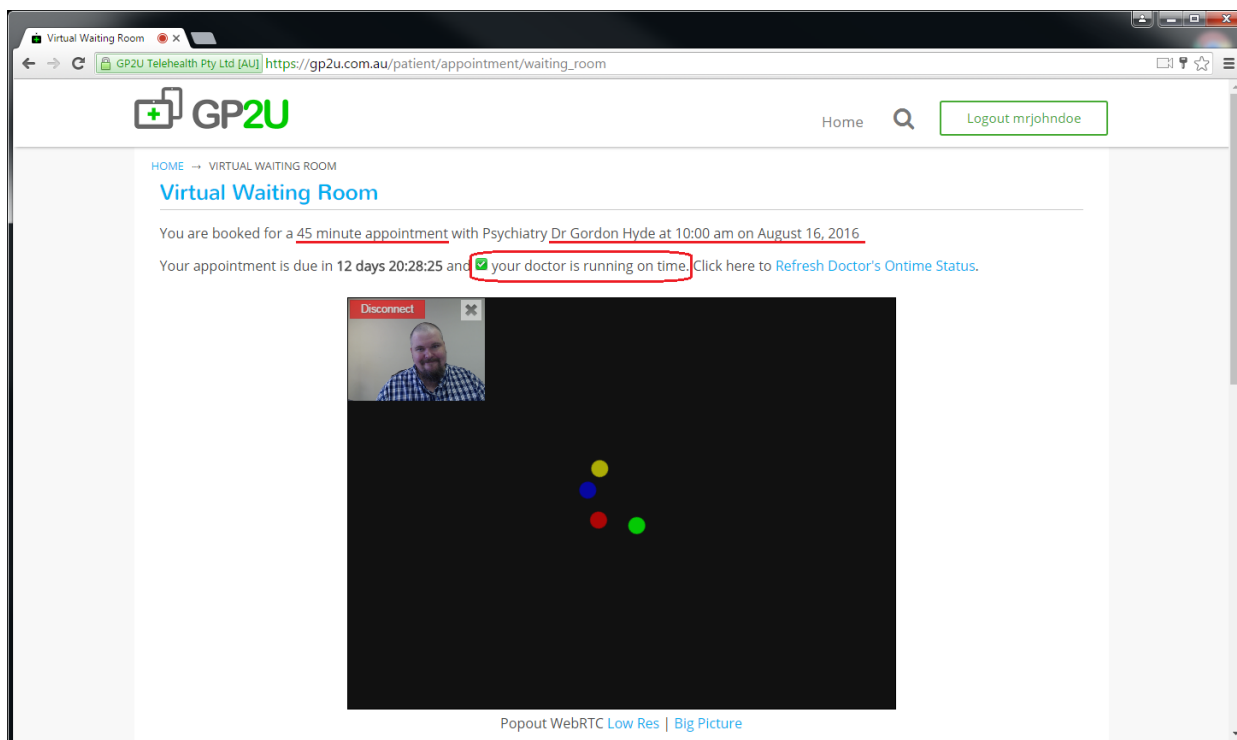 Virtual Waiting Room
GP2U Telehealth Pty Ltd [AU] https://gp2u.com.au/patient/appointment/waiting_room
GP2U
Home
Logout mrjohndoe
HOME → VIRTUAL WAITING ROOM
Virtual Waiting Room
You are booked for a 45 minute appointment with Psychiatry Dr Gordon Hyde at 10:00 am on August 16, 2016
Your appointment is due in 12 days 20:28:25 and ✅ your doctor is running on time. Click here to Refresh Doctor's Ontime Status.
Disconnect
Popout WebRTC Low Res | Big Picture